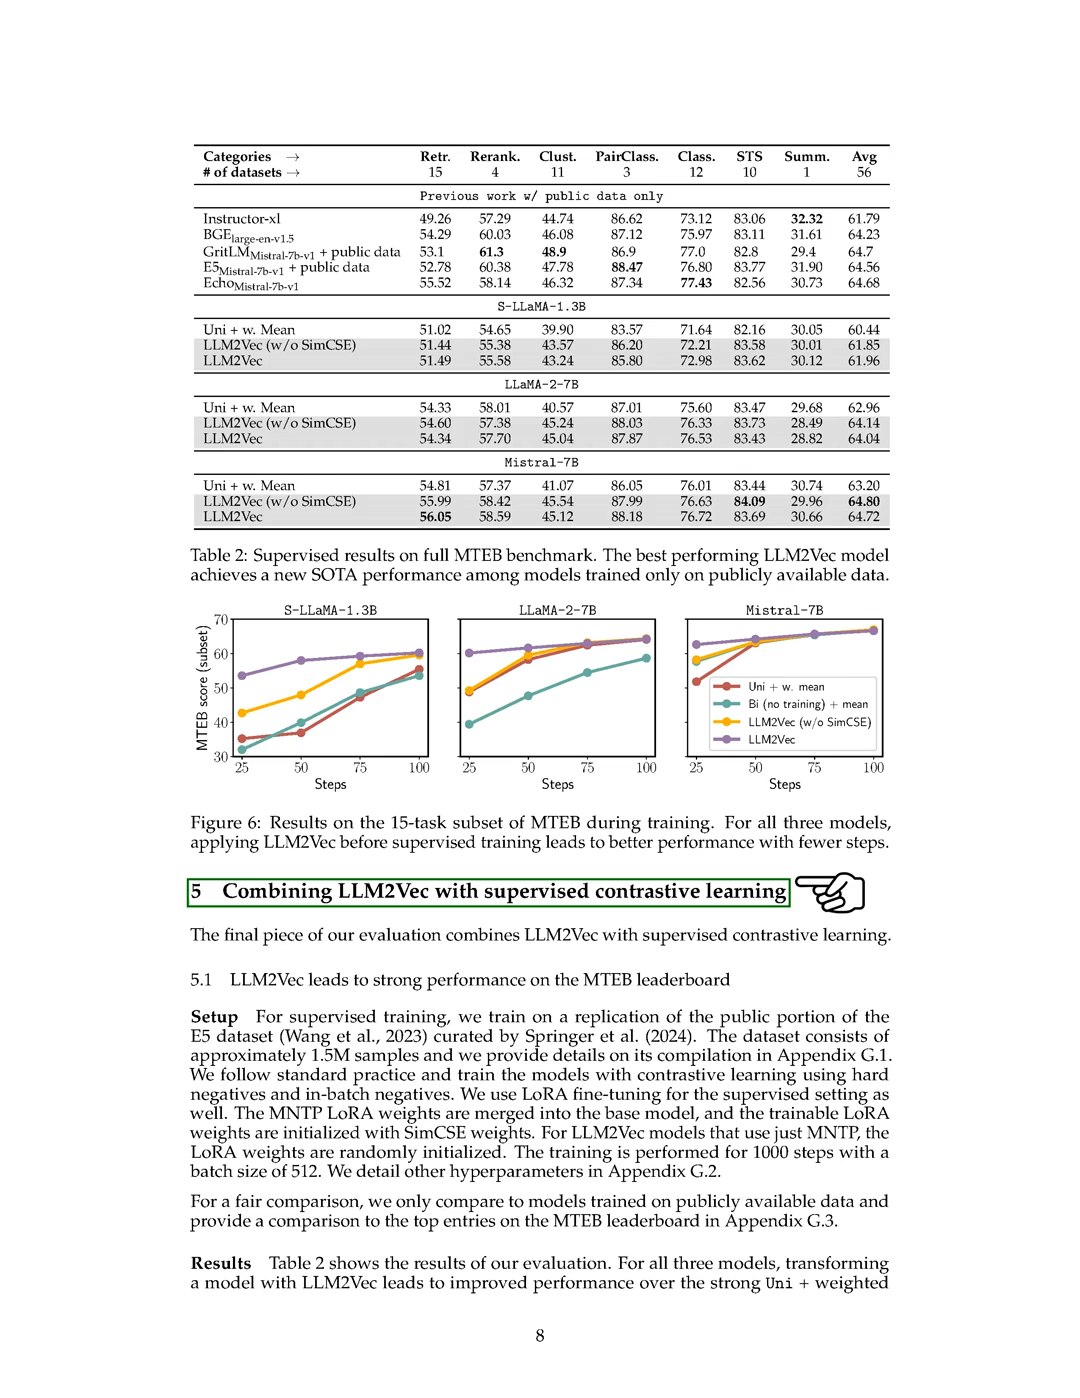 Categories → Retr. Rerank. Clust. PairClass. Class. STS Summ. Avg
# of datasets → 15 4 11 3 12 10 1 56
Previous work w/ public data only
Instructor-xl 49.26 57.29 44.74 86.62 73.12 83.06 32.32 61.79
BGElarge-en-v1.5 54.29 60.03 46.08 87.12 75.97 83.11 31.61 64.23
GritLMMistral-7b-v1 + public data 53.1 61.3 48.9 86.9 77.0 82.8 29.4 64.7
E5Mistral-7b-v1 + public data 52.78 60.38 47.78 88.47 76.80 83.77 31.90 64.56
EchoMistral-7b-v1 55.52 58.14 46.32 87.34 77.43 82.56 30.73 64.68
S-LLaMA-1.3B
Uni + w. Mean 51.02 54.65 39.90 83.57 71.64 82.16 30.05 60.44
LLM2Vec (w/o SimCSE) 51.44 55.38 43.57 86.20 72.21 83.58 30.01 61.85
LLM2Vec 51.49 55.58 43.24 85.80 72.98 83.62 30.12 61.96
LLaMA-2-7B
Uni + w. Mean 54.33 58.01 40.57 87.01 75.60 83.47 29.68 62.96
LLM2Vec (w/o SimCSE) 54.60 57.38 45.24 88.03 76.33 83.73 28.49 64.14
LLM2Vec 54.34 57.70 45.04 87.87 76.53 83.43 28.82 64.04
Mistral-7B
Uni + w. Mean 54.81 57.37 41.07 86.05 76.01 83.44 30.74 63.20
LLM2Vec (w/o SimCSE) 55.99 58.42 45.54 87.99 76.63 84.09 29.96 64.80
LLM2Vec 56.05 58.59 45.12 88.18 76.72 83.69 30.66 64.72
Table 2: Supervised results on full MTEB benchmark. The best performing LLM2Vec model
achieves a new SOTA performance among models trained only on publicly available data.
S-LLaMA-1.3B LLaMA-2-7B Mistral-7B
MTEB score (subset)
70
60
50
40
30
Uni + w. mean
Bi (no training) + mean
LLM2Vec (w/o SimCSE)
LLM2Vec
25 50 75 100 25 50 75 100 25 50 75 100
Steps Steps Steps
Figure 6: Results on the 15-task subset of MTEB during training. For all three models,
applying LLM2Vec before supervised training leads to better performance with fewer steps.
5 Combining LLM2Vec with supervised contrastive learning
The final piece of our evaluation combines LLM2Vec with supervised contrastive learning.
5.1 LLM2Vec leads to strong performance on the MTEB leaderboard
Setup For supervised training, we train on a replication of the public portion of the
E5 dataset (Wang et al., 2023) curated by Springer et al. (2024). The dataset consists of
approximately 1.5M samples and we provide details on its compilation in Appendix G.1.
We follow standard practice and train the models with contrastive learning using hard
negatives and in-batch negatives. We use LoRA fine-tuning for the supervised setting as
well. The MNTP LoRA weights are merged into the base model, and the trainable LoRA
weights are initialized with SimCSE weights. For LLM2Vec models that use just MNTP, the
LoRA weights are randomly initialized. The training is performed for 1000 steps with a
batch size of 512. We detail other hyperparameters in Appendix G.2.
For a fair comparison, we only compare to models trained on publicly available data and
provide a comparison to the top entries on the MTEB leaderboard in Appendix G.3.
Results Table 2 shows the results of our evaluation. For all three models, transforming
a model with LLM2Vec leads to improved performance over the strong Uni + weighted
8